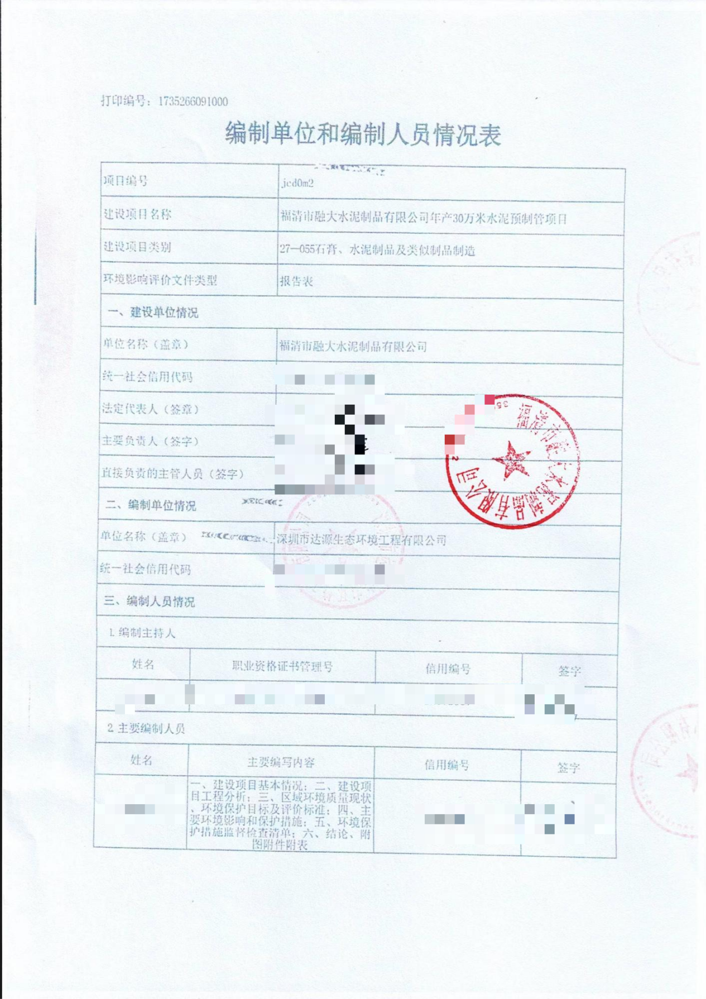 打印编号：1735266091000
编制单位和编制人员情况表
项目编号
jcd0m2
建设项目名称
福清市融大水泥制品有限公司年产30万米水泥预制管项目
建设项目类别
27—055石膏、水泥制品及类似制品制造
环境影响评价文件类型
报告表
一、建设单位情况
单位名称（盖章）
福清市融大水泥制品有限公司
统一社会信用代码
法定代表人（签章）
主要负责人（签字）
直接负责的主管人员（签字）
福清市融大水泥制品有限公司
二、编制单位情况
单位名称（盖章）
深圳市达源生态环境工程有限公司
统一社会信用代码
三、编制人员情况
1.编制主持人
姓名
职业资格证书管理号
信用编号
签字
2.主要编制人员
姓名
主要编写内容
信用编号
签字
一、建设项目基本情况；二、建设项
目工程分析；三、区域环境质量现状
、环境保护目标及评价标准；四、主
要环境影响和保护措施；五、环境保
护措施监督检查清单；六、结论、附
图附件附表